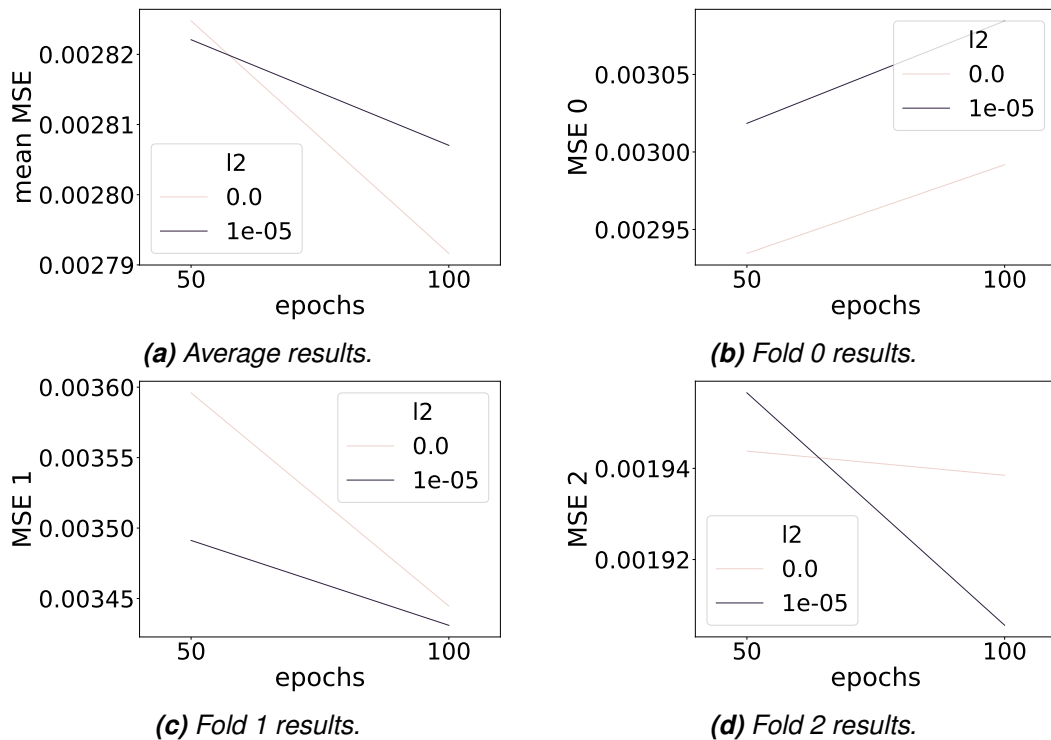 mean MSE
0.00282
0.00281
0.00280
0.00279
l2
0.0
1e-05
50
100
epochs
(a) Average results.
MSE 0
0.00305
0.00300
0.00295
l2
0.0
1e-05
50
100
epochs
(b) Fold 0 results.
MSE 1
0.00360
0.00355
0.00350
0.00345
l2
0.0
1e-05
50
100
epochs
(c) Fold 1 results.
MSE 2
0.00194
0.00192
l2
0.0
1e-05
50
100
epochs
(d) Fold 2 results.